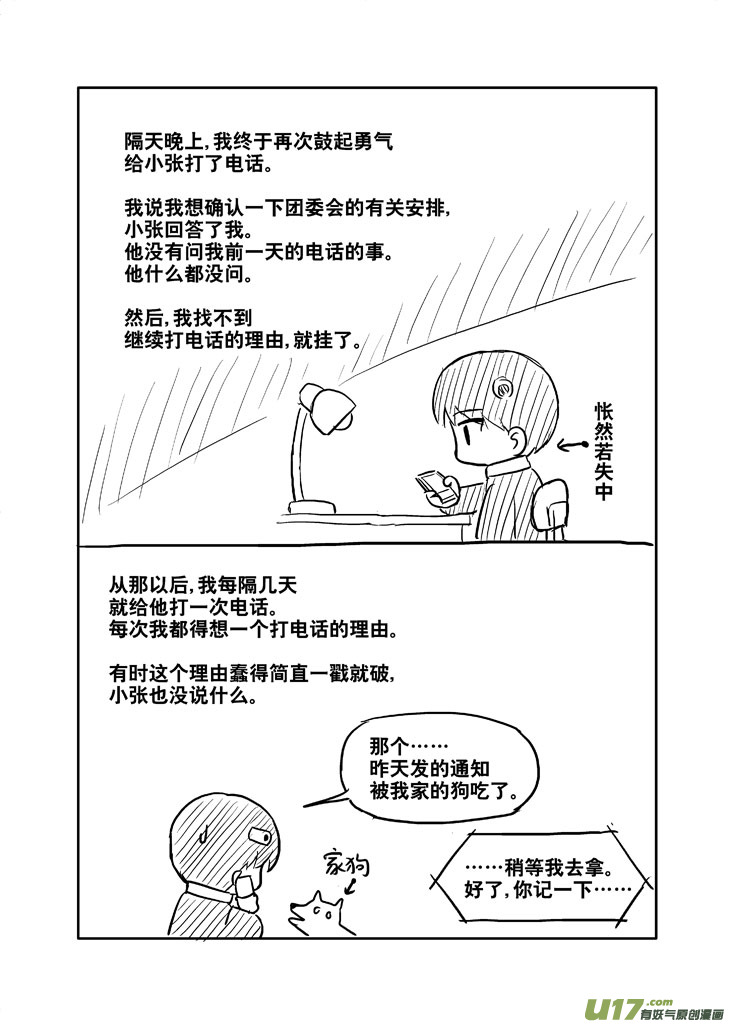 隔天晚上,我终于再次鼓起勇气
给小张打了电话。
我说我想确认一下团委会的有关安排,
小张回答了我。
他没有问我前一天的电话的事。
他什么都没问。
然后,我找不到
继续打电话的理由,就挂了。
怅然若失中
从那以后,我每隔几天
就给他打一次电话。
每次我都得想一个打电话的理由。
有时这个理由蠢得简直一戳就破,
小张也没说什么。
那个……
昨天发的通知
被我家的狗吃了。
家狗
……稍等我去拿。
好了,你记一下……
U17.com
有妖气原创漫画